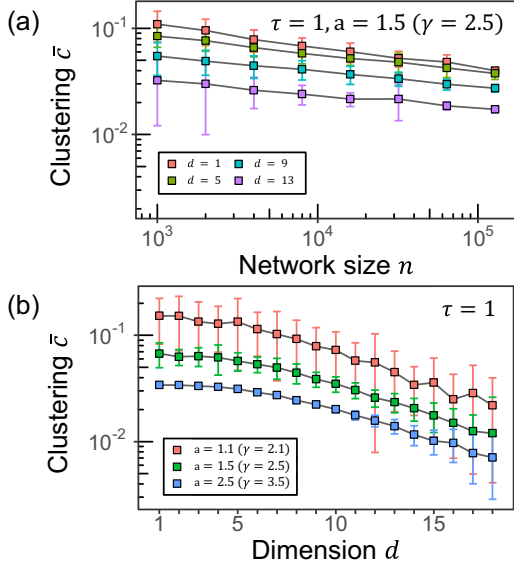 (a)
τ = 1, a = 1.5 (γ = 2.5)
Clustering c̄
10⁻¹
10⁻²
d = 1
d = 9
d = 5
d = 13
10³
10⁴
10⁵
Network size n
(b)
τ = 1
Clustering c̄
10⁻¹
10⁻²
a = 1.1 (γ = 2.1)
a = 1.5 (γ = 2.5)
a = 2.5 (γ = 3.5)
1
5
10
15
Dimension d